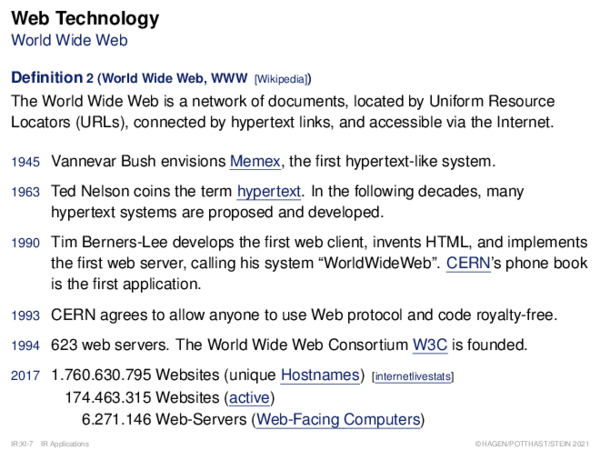 Web Technology
World Wide Web
Definition 2 (World Wide Web, WWW [Wikipedia])
The World Wide Web is a network of documents, located by Uniform Resource
Locators (URLs), connected by hypertext links, and accessible via the Internet.
1945 Vannevar Bush envisions Memex, the first hypertext-like system.
1963 Ted Nelson coins the term hypertext. In the following decades, many
hypertext systems are proposed and developed.
1990 Tim Berners-Lee develops the first web client, invents HTML, and implements
the first web server, calling his system “WorldWideWeb”. CERN's phone book
is the first application.
1993 CERN agrees to allow anyone to use Web protocol and code royalty-free.
1994 623 web servers. The World Wide Web Consortium W3C is founded.
2017 1.760.630.795 Websites (unique Hostnames) [internetlivestats]
174.463.315 Websites (active)
6.271.146 Web-Servers (Web-Facing Computers)
IR:XI-7 IR Applications ©HAGEN/POTTHAST/STEIN 2021